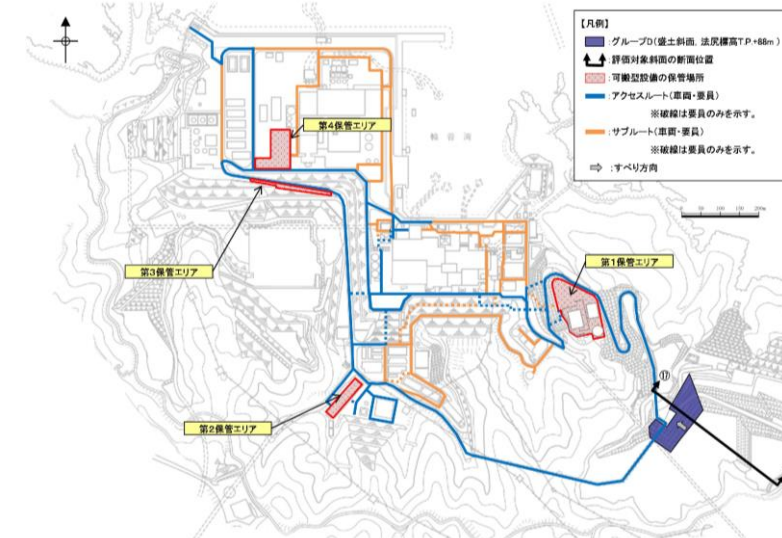 【凡例】
:グループD(盛土斜面、法尻標高T.P.+88m)
:評価対象斜面の断面位置
:可搬型設備の保管場所
:アクセスルート(車両・要員)
※破線は要員のみを示す。
:サブルート(車両・要員)
※破線は要員のみを示す。
:すべり方向
第4保管エリア
輪谷湾
第3保管エリア
第1保管エリア
⑰
第2保管エリア